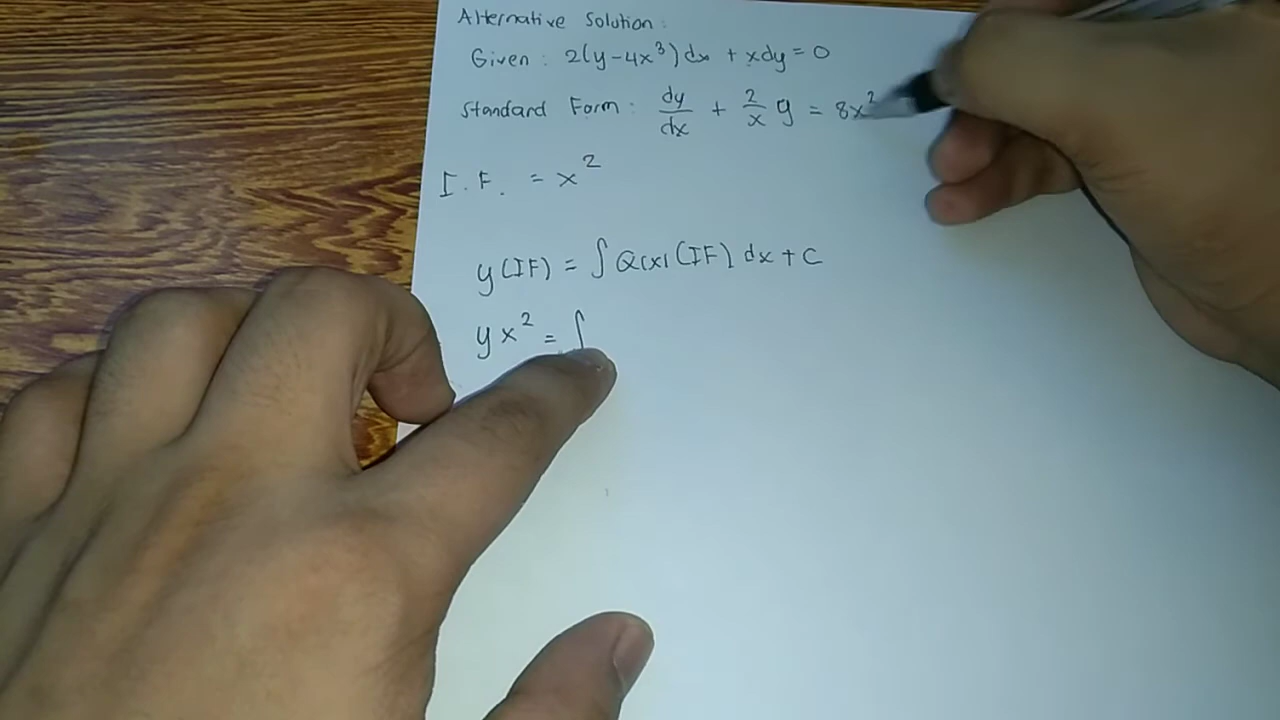 Alternative Solution:
Given: 2(y-4x³)dx + xdy = 0
Standard Form: dy/dx + 2/x y = 8x²
I.F. = x²
y(IF) = ∫Q(x)(IF) dx + C
yx² = ∫